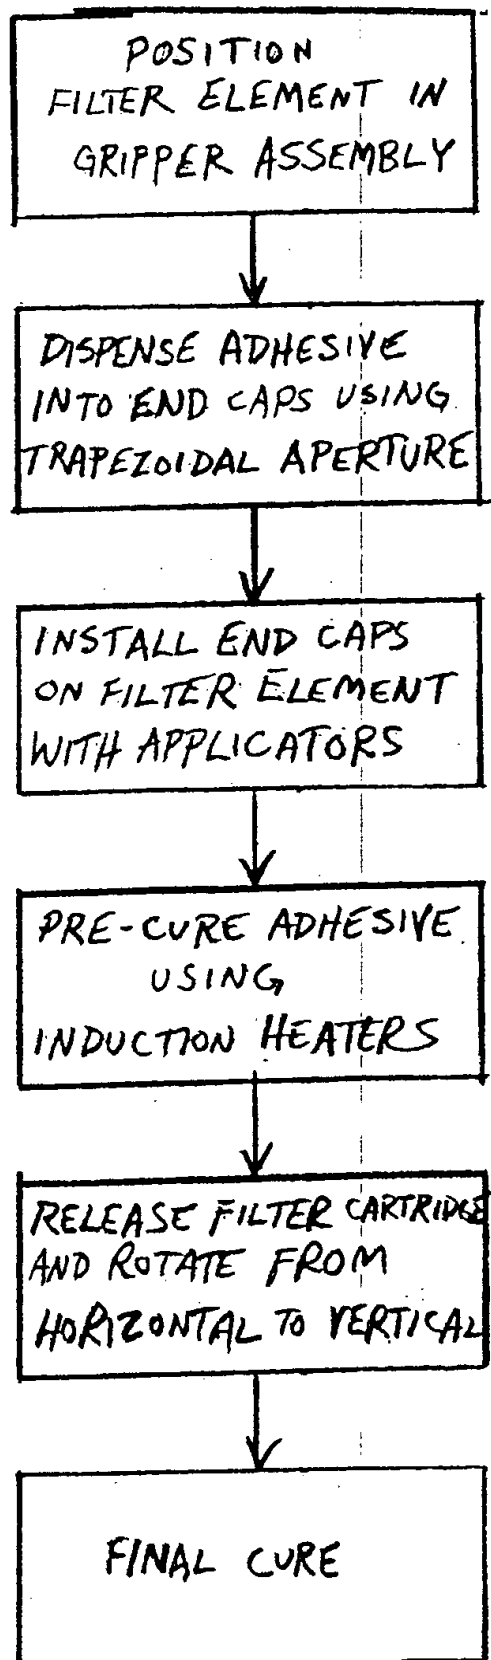 POSITION
FILTER ELEMENT IN
GRIPPER ASSEMBLY
DISPENSE ADHESIVE
INTO END CAPS USING
TRAPEZOIDAL APERTURE
INSTALL END CAPS
ON FILTER ELEMENT
WITH APPLICATORS
PRE-CURE ADHESIVE
USING
INDUCTION HEATERS
RELEASE FILTER CARTRIDGE
AND ROTATE FROM
HORIZONTAL TO VERTICAL
FINAL CURE